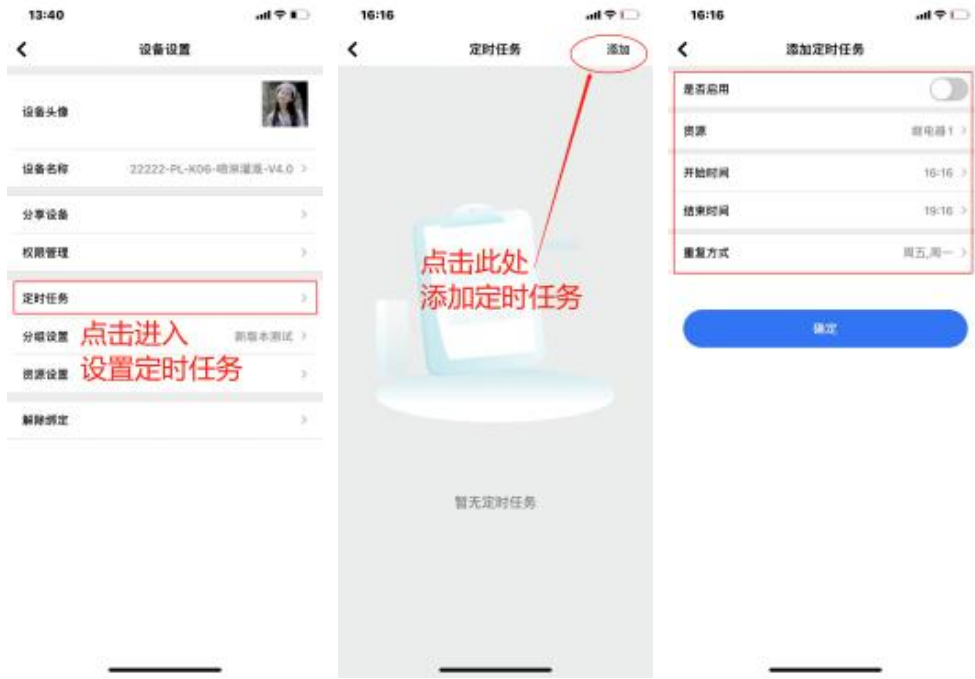 13:40
设备设置
设备头像
设备名称 22222-PL-K06-喷淋灌溉-V4.0
分享设备
权限管理
定时任务
分组设置 新版本测试
资源设置
解除绑定
点击进入
设置定时任务
16:16
定时任务 添加
点击此处
添加定时任务
暂无定时任务
16:16
添加定时任务
是否启用
资源 继电器1
开始时间 16:16
结束时间 19:16
重复方式 周五,周一
确定